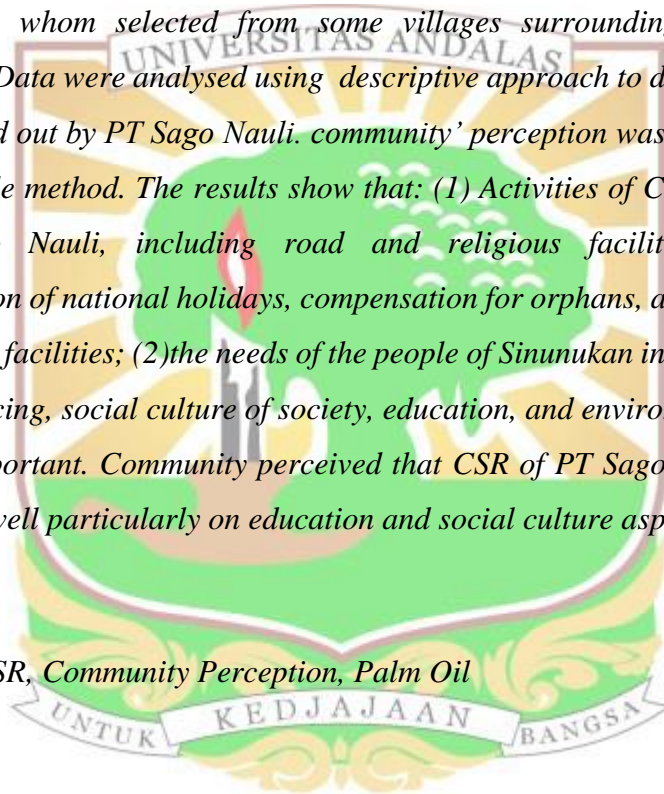 whom selected from some villages surroundin
UNIVERSITAS ANDALAS
Data were analysed using descriptive approach to d
d out by PT Sago Nauli. community' perception was
le method. The results show that: (1) Activities of C
Nauli, including road and religious facilit
on of national holidays, compensation for orphans, a
facilities; (2)the needs of the people of Sinunukan in
cing, social culture of society, education, and enviro
portant. Community perceived that CSR of PT Sago
well particularly on education and social culture asp
SR, Community Perception, Palm Oil
UNTUK KEDJAJAAN BANGSA